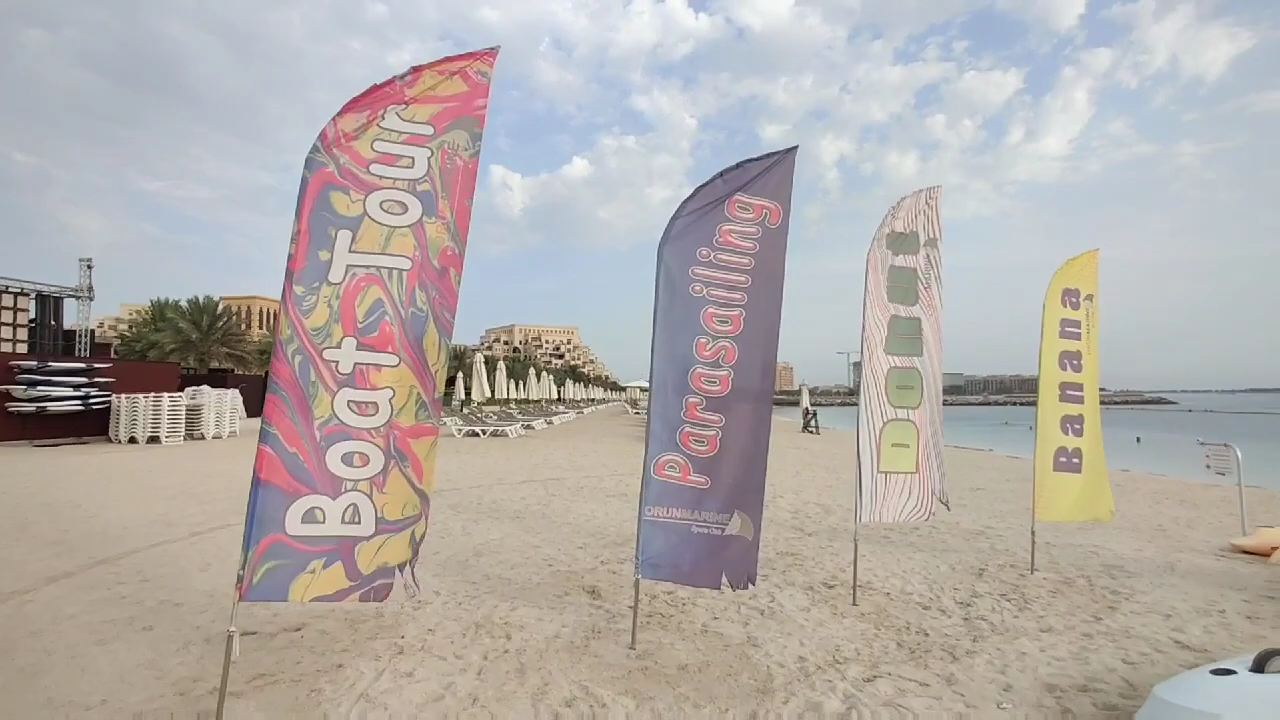 Boat Tour
Parasailing
ORUNMARINE
Sports Club
Donut
Banana